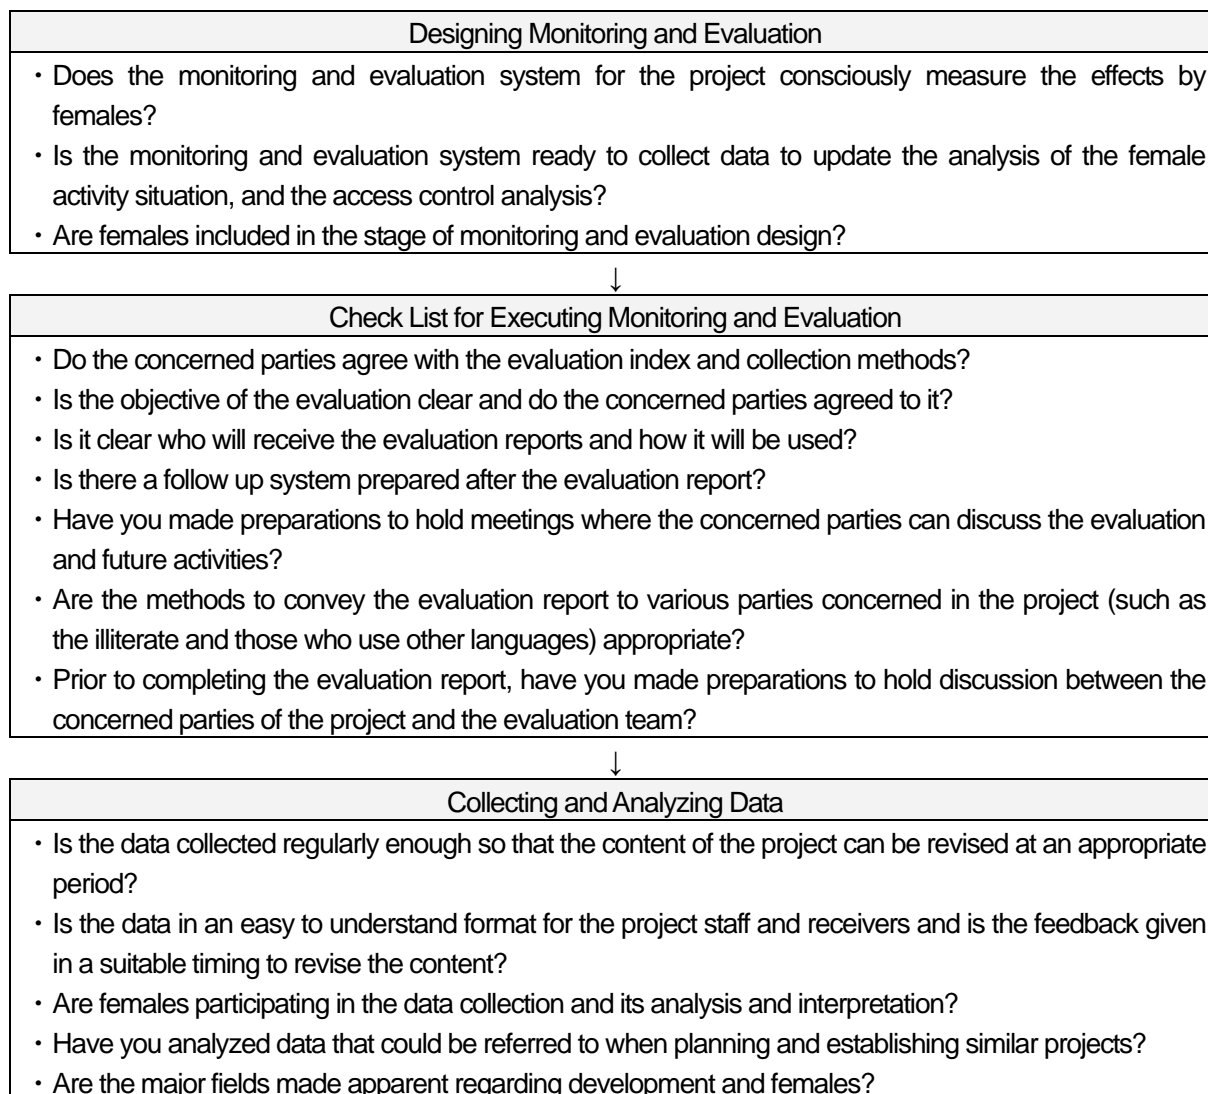 Designing Monitoring and Evaluation
・Does the monitoring and evaluation system for the project consciously measure the effects by
females?
・Is the monitoring and evaluation system ready to collect data to update the analysis of the female
activity situation, and the access control analysis?
・Are females included in the stage of monitoring and evaluation design?
↓
Check List for Executing Monitoring and Evaluation
・Do the concerned parties agree with the evaluation index and collection methods?
・Is the objective of the evaluation clear and do the concerned parties agreed to it?
・Is it clear who will receive the evaluation reports and how it will be used?
・Is there a follow up system prepared after the evaluation report?
・Have you made preparations to hold meetings where the concerned parties can discuss the evaluation
and future activities?
・Are the methods to convey the evaluation report to various parties concerned in the project (such as
the illiterate and those who use other languages) appropriate?
・Prior to completing the evaluation report, have you made preparations to hold discussion between the
concerned parties of the project and the evaluation team?
↓
Collecting and Analyzing Data
・Is the data collected regularly enough so that the content of the project can be revised at an appropriate
period?
・Is the data in an easy to understand format for the project staff and receivers and is the feedback given
in a suitable timing to revise the content?
・Are females participating in the data collection and its analysis and interpretation?
・Have you analyzed data that could be referred to when planning and establishing similar projects?
・Are the major fields made apparent regarding development and females?